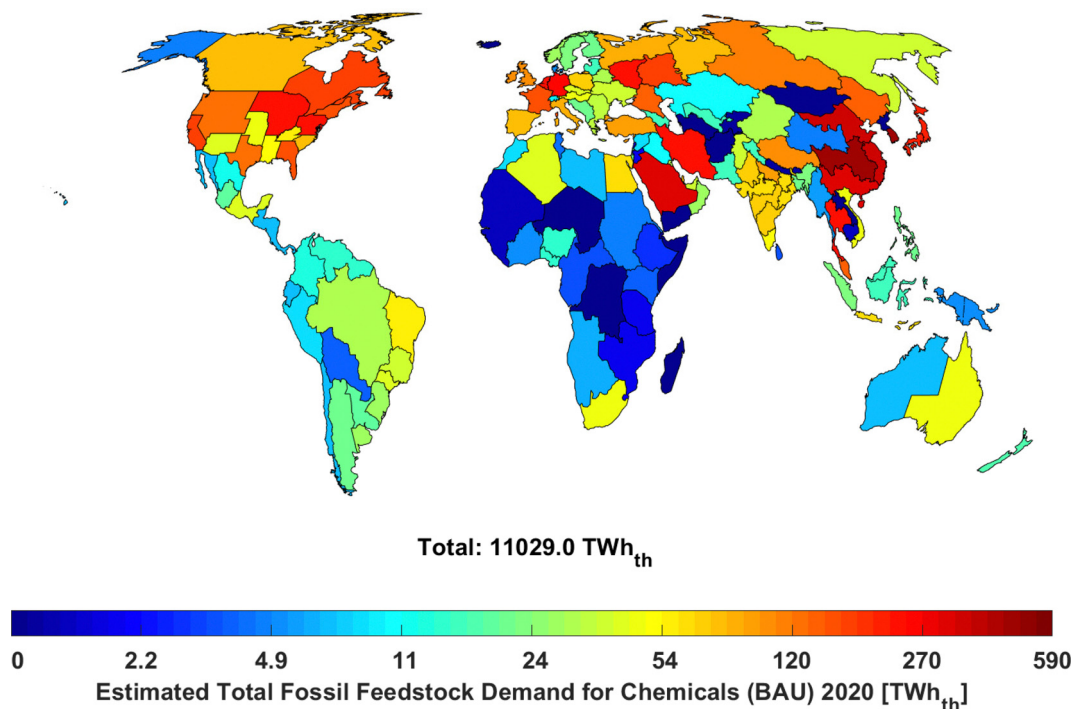 Total: 11029.0 TWh_th
0 2.2 4.9 11 24 54 120 270 590
Estimated Total Fossil Feedstock Demand for Chemicals (BAU) 2020 [TWh_th]